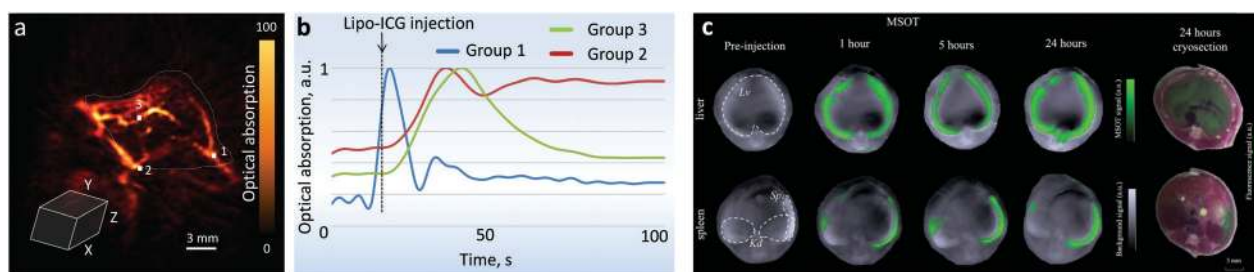 a
100
Optical absorption
0
3
1
2
Y
Z
X
3 mm
b
Lipo-ICG injection
Group 1
Group 3
Group 2
1
Optical absorption, a.u.
0
50
100
Time, s
c
MSOT
Pre-injection
1 hour
5 hours
24 hours
24 hours
cryosection
liver
Lv
MSOT signal (a.u.)
Fluorescence signal (a.u.)
spleen
Kd
Background signal (a.u.)